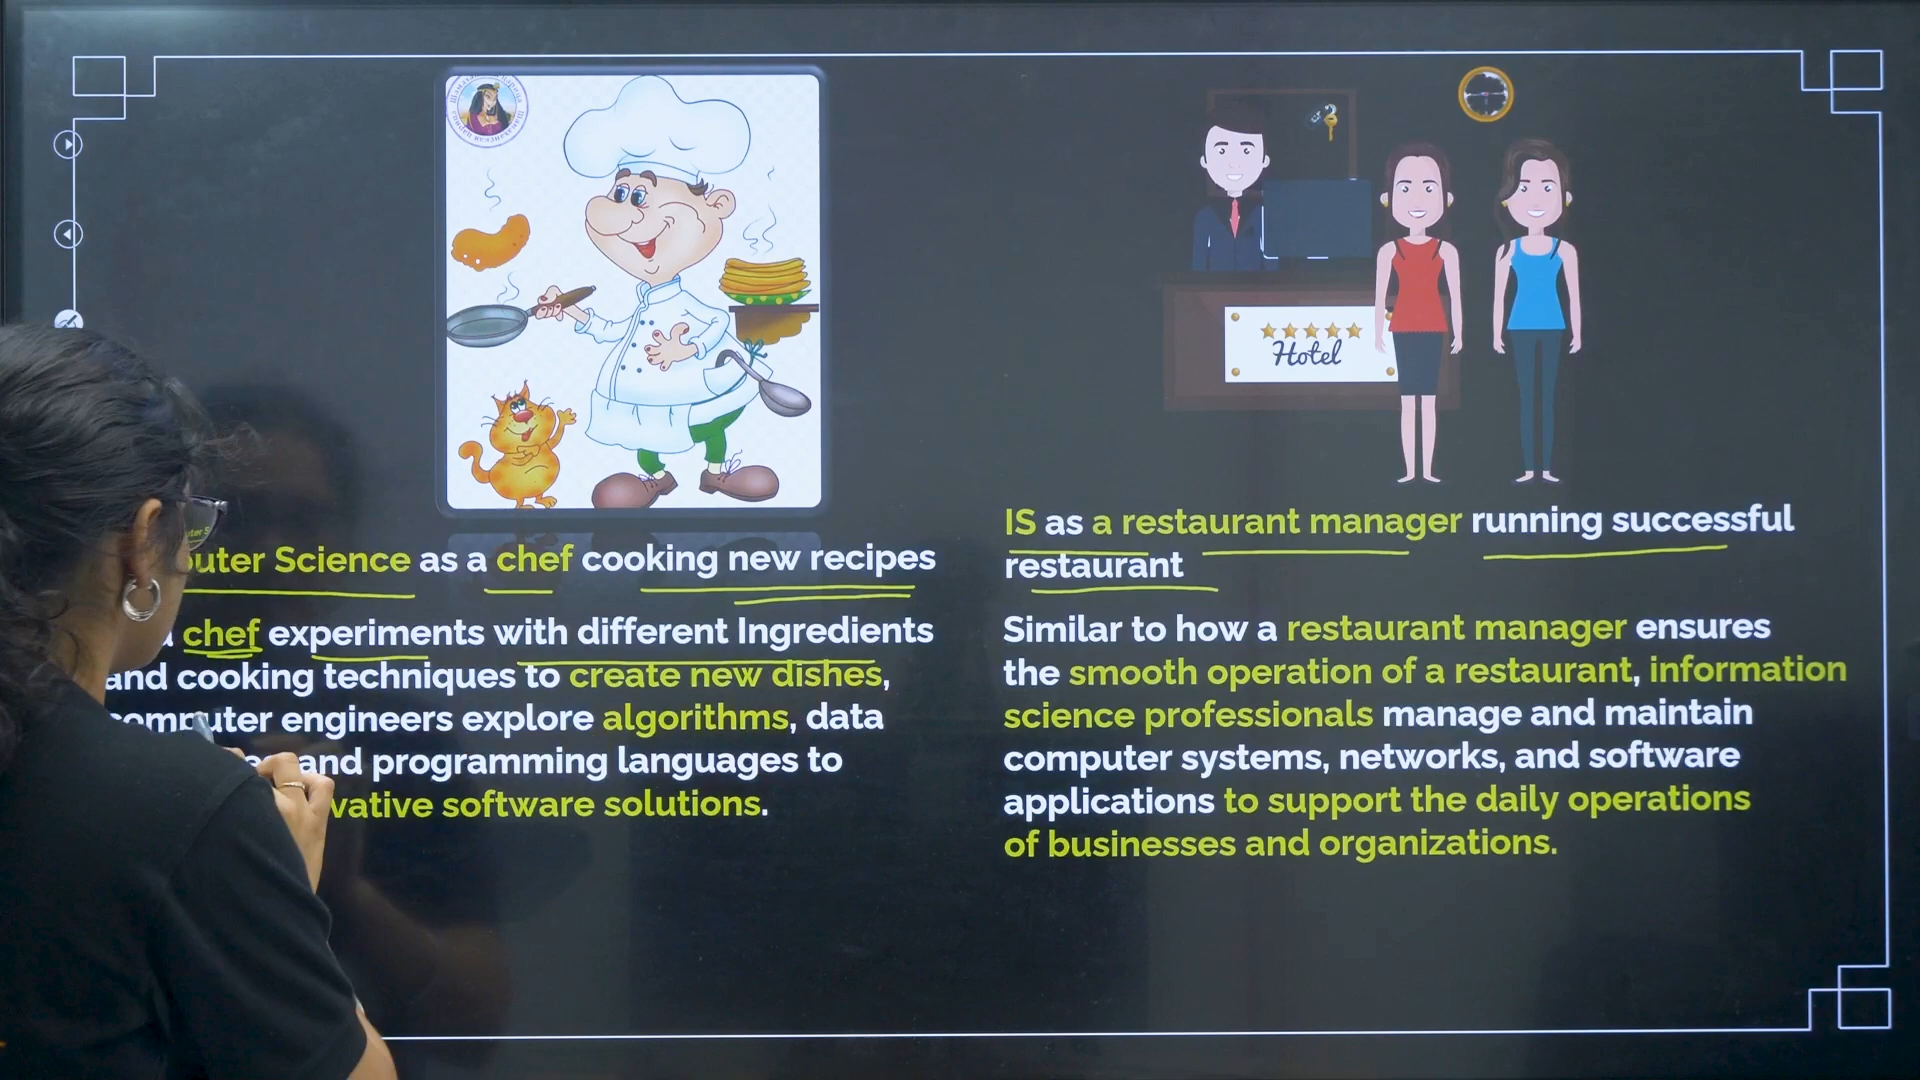 Hotel
uter Science as a chef cooking new recipes
chef experiments with different Ingredients
and cooking techniques to create new dishes,
computer engineers explore algorithms, data
and programming languages to
vative software solutions.
IS as a restaurant manager running successful
restaurant
Similar to how a restaurant manager ensures
the smooth operation of a restaurant, information
science professionals manage and maintain
computer systems, networks, and software
applications to support the daily operations
of businesses and organizations.